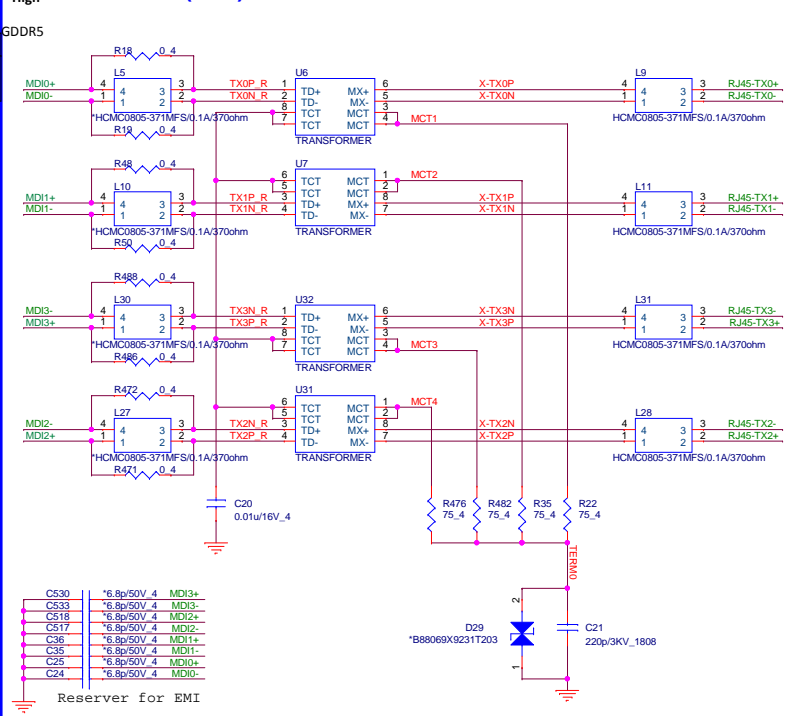 GDDR5
R18 0_4
L5 U6 L9
MDI0+ 4 4 3 3 TX0P_R 1 TD+ MX+ 6 X-TX0P 4 4 3 3 RJ45-TX0+
MDI0- 1 1 2 2 TX0N_R 2 TD- MX- 5 X-TX0N 1 1 2 2 RJ45-TX0-
8 TCT MCT 3
7 TCT MCT 4 MCT1
*HCMC0805-371MFS/0.1A/370ohm HCMC0805-371MFS/0.1A/370ohm
R19 0_4
TRANSFORMER
R48 0_4
U7
6 TCT MCT 1 MCT2
L10 5 TCT MCT 2 L11
MDI1+ 4 4 3 3 TX1P_R 3 TD+ MX+ 8 X-TX1P 4 4 3 3 RJ45-TX1+
MDI1- 1 1 2 2 TX1N_R 4 TD- MX- 7 X-TX1N 1 1 2 2 RJ45-TX1-
*HCMC0805-371MFS/0.1A/370ohm TRANSFORMER HCMC0805-371MFS/0.1A/370ohm
R50 0_4
R488 0_4
L30 U32 L31
MDI3- 4 4 3 3 TX3N_R 1 TD+ MX+ 6 X-TX3N 4 4 3 3 RJ45-TX3-
MDI3+ 1 1 2 2 TX3P_R 2 TD- MX- 5 X-TX3P 1 1 2 2 RJ45-TX3+
8 TCT MCT 3
7 TCT MCT 4 MCT3
*HCMC0805-371MFS/0.1A/370ohm HCMC0805-371MFS/0.1A/370ohm
R486 0_4
TRANSFORMER
R472 0_4
U31
6 TCT MCT 1 MCT4
L27 5 TCT MCT 2 L28
MDI2- 4 4 3 3 TX2N_R 3 TD+ MX+ 8 X-TX2N 4 4 3 3 RJ45-TX2-
MDI2+ 1 1 2 2 TX2P_R 4 TD- MX- 7 X-TX2P 1 1 2 2 RJ45-TX2+
*HCMC0805-371MFS/0.1A/370ohm TRANSFORMER HCMC0805-371MFS/0.1A/370ohm
R471 0_4
C20 R476 R482 R35 R22
0.01u/16V_4 75_4 75_4 75_4 75_4
TERM0
C530 *6.8p/50V_4 MDI3+
C533 *6.8p/50V_4 MDI3-
C518 *6.8p/50V_4 MDI2+
C517 *6.8p/50V_4 MDI2-
C36 *6.8p/50V_4 MDI1+
C35 *6.8p/50V_4 MDI1-
C25 *6.8p/50V_4 MDI0+
C24 *6.8p/50V_4 MDI0-
Reserver for EMI
2
D29 C21
*B88069X9231T203 220p/3KV_1808
1